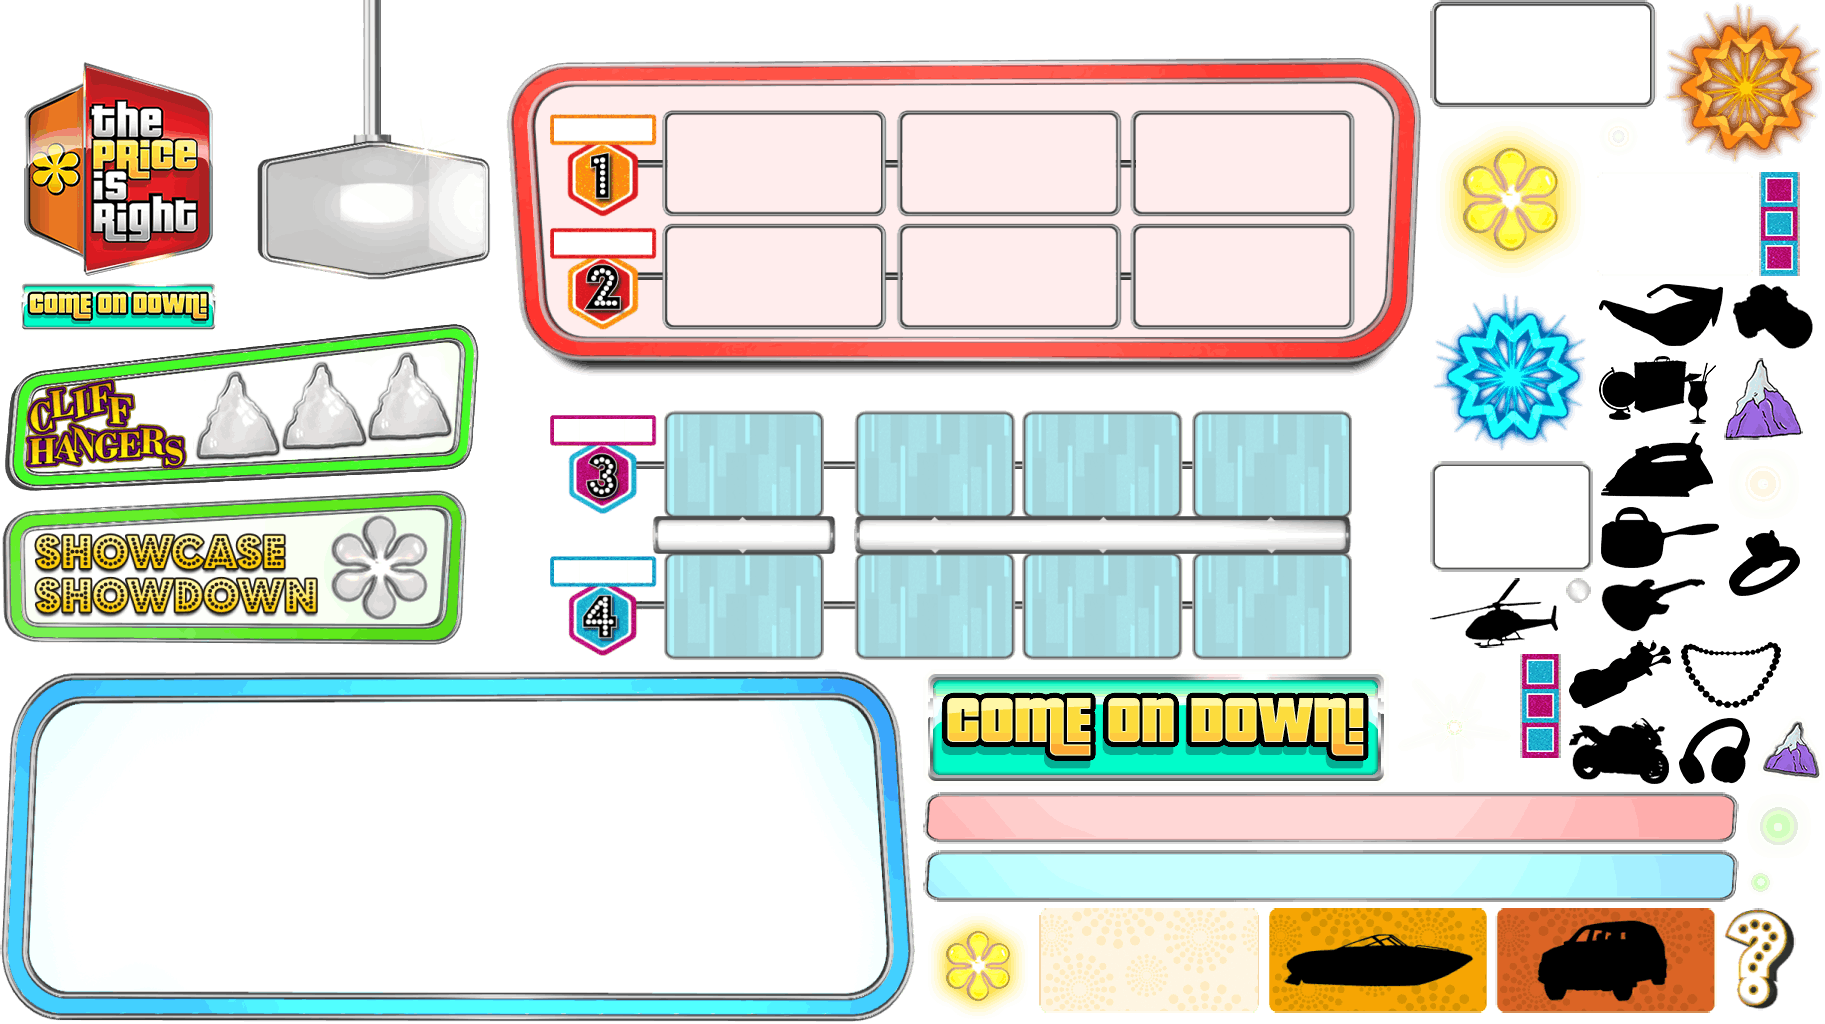 the
PRICE
is
Right
COME ON DOWN!
CLIFF
HANGERS
SHOWCASE
SHOWDOWN
1
2
3
4
COME ON DOWN!
?